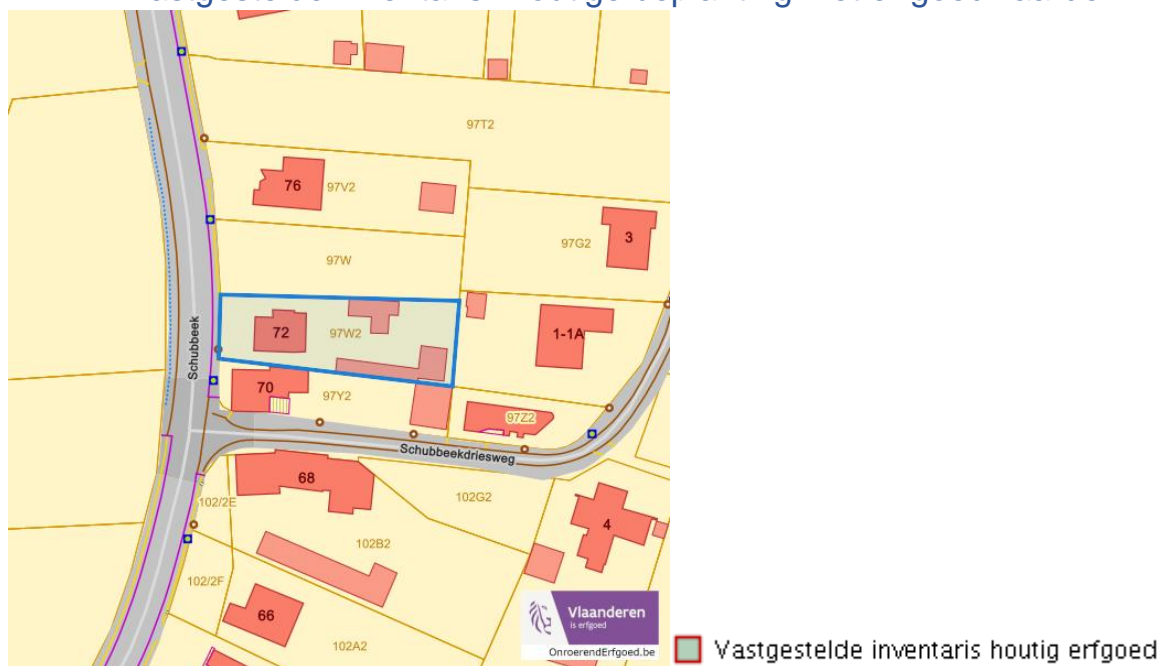 97T2
76
97V2
97G2
3
97W
Schubbeek
72
97W2
1-1A
70
97Y2
97Z2
Schubbeekdriesweg
68
102/2E
102G2
4
102B2
102/2F
66
102A2
Vlaanderen
is erfgoed
OnroerendErfgoed.be
Vastgestelde inventaris houtig erfgoed